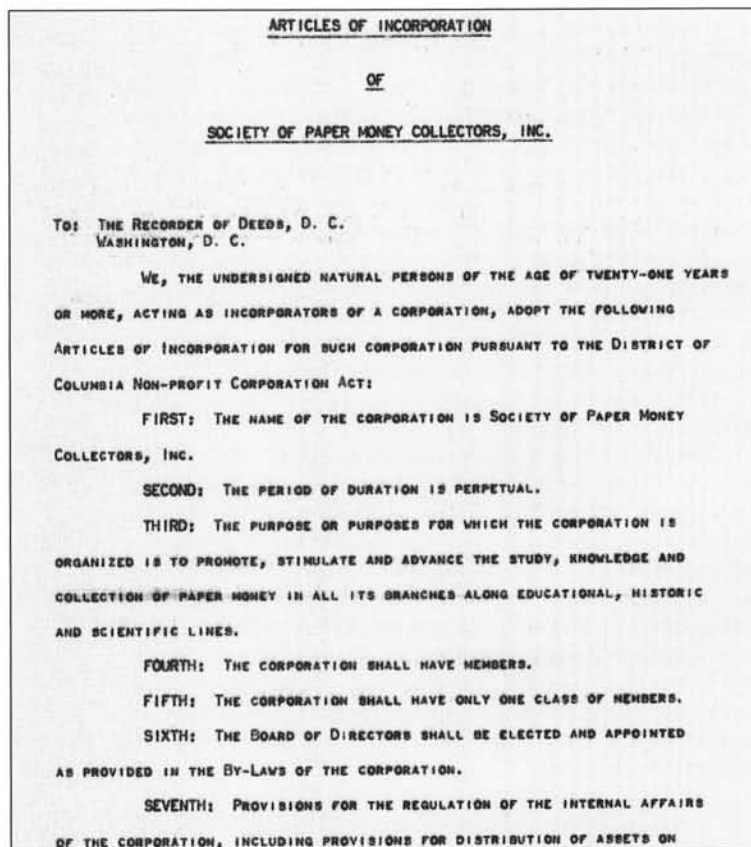 ARTICLES OF INCORPORATION
OF
SOCIETY OF PAPER MONEY COLLECTORS, INC.
TO: THE RECORDER OF DEEDS, D. C.
WASHINGTON, D. C.
WE, THE UNDERSIGNED NATURAL PERSONS OF THE AGE OF TWENTY-ONE YEARS
OR MORE, ACTING AS INCORPORATORS OF A CORPORATION, ADOPT THE FOLLOWING
ARTICLES OF INCORPORATION FOR SUCH CORPORATION PURSUANT TO THE DISTRICT OF
COLUMBIA NON-PROFIT CORPORATION ACT:
FIRST: THE NAME OF THE CORPORATION IS SOCIETY OF PAPER MONEY
COLLECTORS, INC.
SECOND: THE PERIOD OF DURATION IS PERPETUAL.
THIRD: THE PURPOSE OR PURPOSES FOR WHICH THE CORPORATION IS
ORGANIZED IS TO PROMOTE, STIMULATE AND ADVANCE THE STUDY, KNOWLEDGE AND
COLLECTION OF PAPER MONEY IN ALL ITS BRANCHES ALONG EDUCATIONAL, HISTORIC
AND SCIENTIFIC LINES.
FOURTH: THE CORPORATION SHALL HAVE MEMBERS.
FIFTH: THE CORPORATION SHALL HAVE ONLY ONE CLASS OF MEMBERS.
SIXTH: THE BOARD OF DIRECTORS SHALL BE ELECTED AND APPOINTED
AS PROVIDED IN THE BY-LAWS OF THE CORPORATION.
SEVENTH: PROVISIONS FOR THE REGULATION OF THE INTERNAL AFFAIRS
OF THE CORPORATION, INCLUDING PROVISIONS FOR DISTRIBUTION OF ASSETS ON